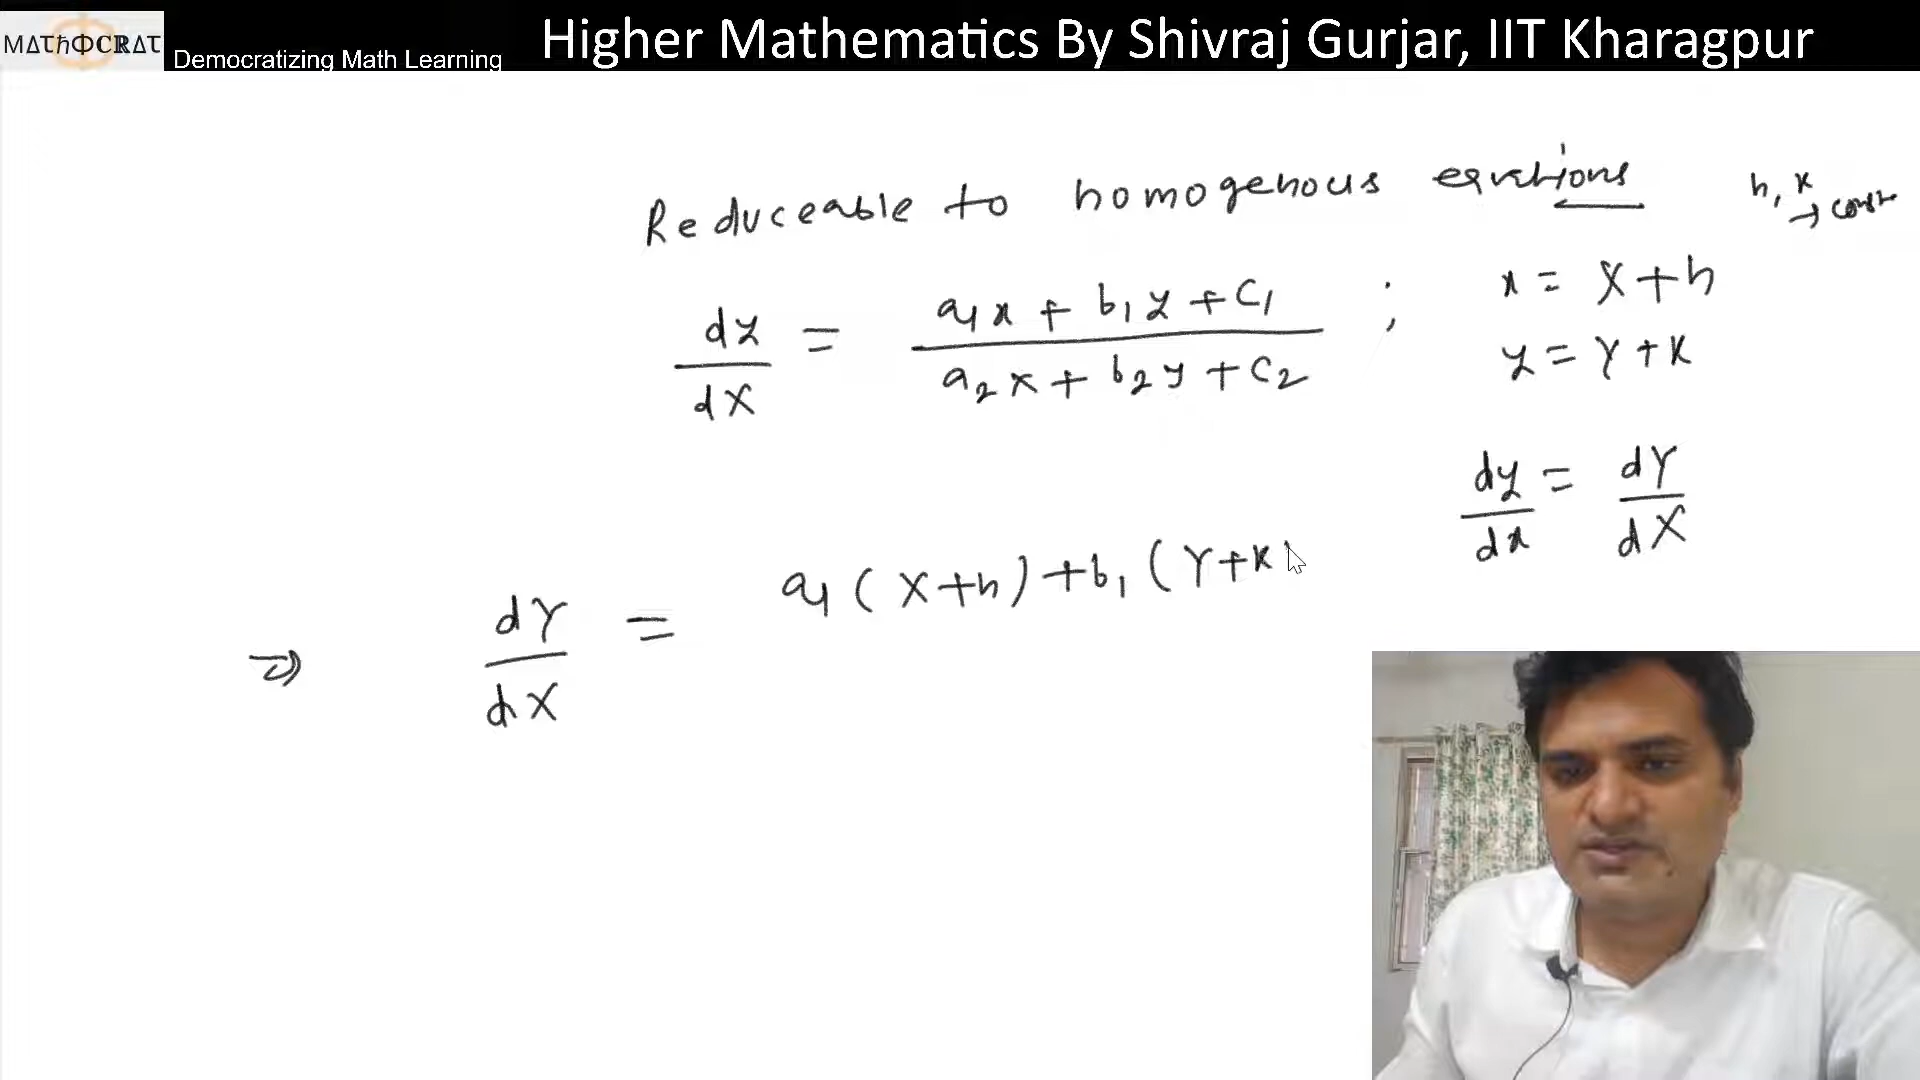 MΔTħΦCRΔT
Democratizing Math Learning
Higher Mathematics By Shivraj Gurjar, IIT Kharagpur
Reduceable to homogenous equations
h, k → const
dy/dx = (a₁x + b₁y + c₁)/(a₂x + b₂y + c₂) ;
x = X + h
y = Y + k
dy/dx = dY/dX
⇒ dY/dX = a₁(X+h) + b₁(Y+k)